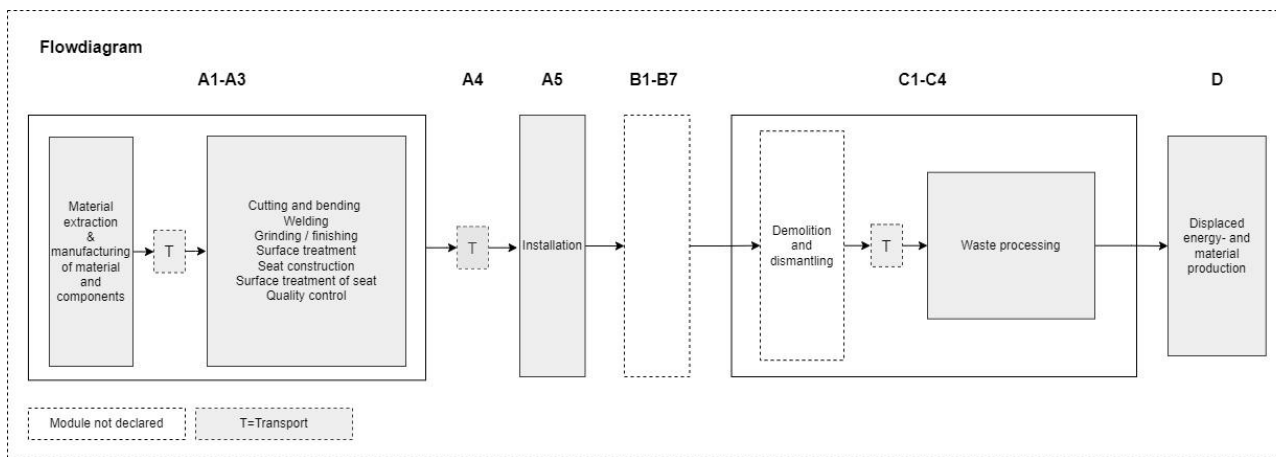 Flowdiagram
A1-A3
A4
A5
B1-B7
C1-C4
D
Material
extraction
&
manufacturing
of material
and
components
T
Cutting and bending
Welding
Grinding / finishing
Surface treatment
Seat construction
Surface treatment of seat
Quality control
T
Installation
Demolition
and
dismantling
T
Waste processing
Displaced
energy- and
material
production
Module not declared
T=Transport